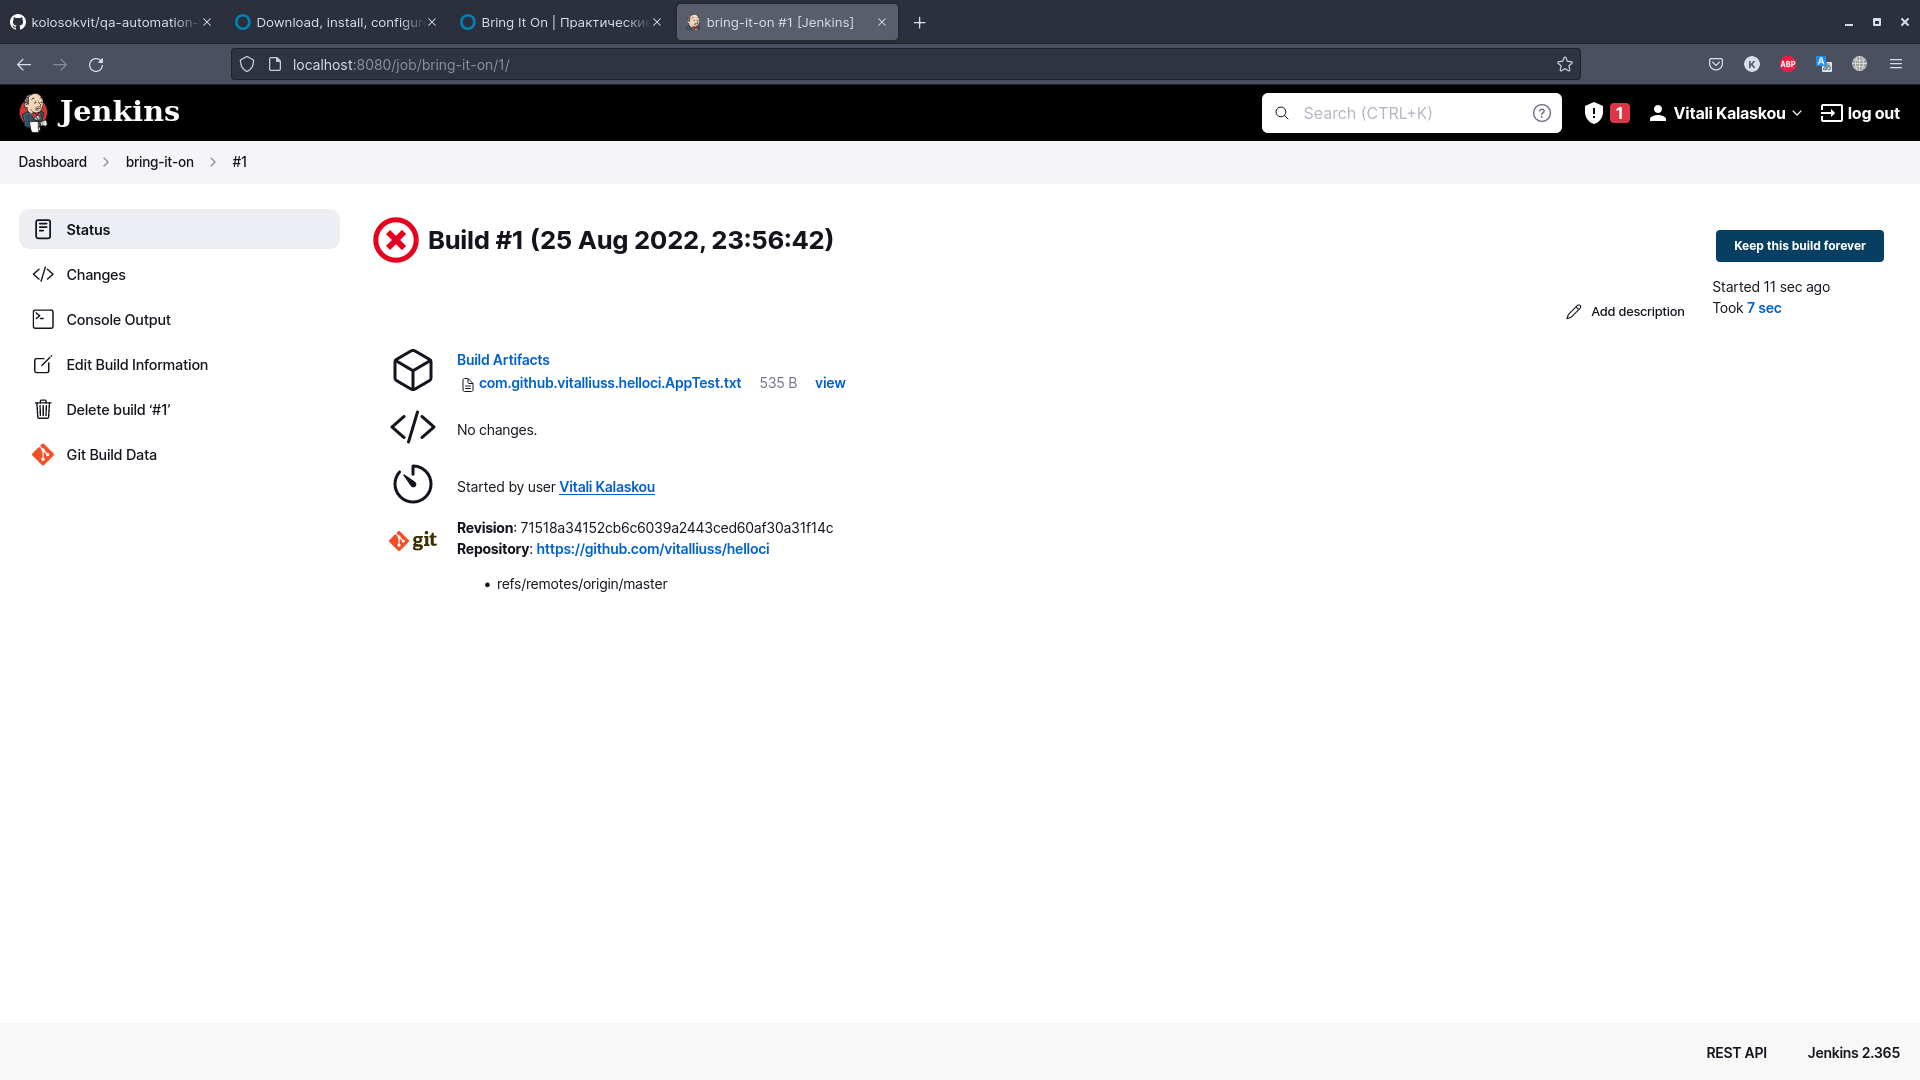 kolosokvit/qa-automation-
Download, install, configur
Bring It On | Практические
bring-it-on #1 [Jenkins]
localhost:8080/job/bring-it-on/1/
K
ABP
Jenkins
Search (CTRL+K)
1
Vitali Kalaskou
log out
Dashboard
bring-it-on
#1
Status
Changes
Console Output
Edit Build Information
Delete build ‘#1’
Git Build Data
Build #1 (25 Aug 2022, 23:56:42)
Keep this build forever
Started 11 sec ago
Took 7 sec
Add description
Build Artifacts
com.github.vitalliuss.helloci.AppTest.txt 535 B view
No changes.
Started by user Vitali Kalaskou
git
Revision: 71518a34152cb6c6039a2443ced60af30a31f14c
Repository: https://github.com/vitalliuss/helloci
• refs/remotes/origin/master
REST API
Jenkins 2.365